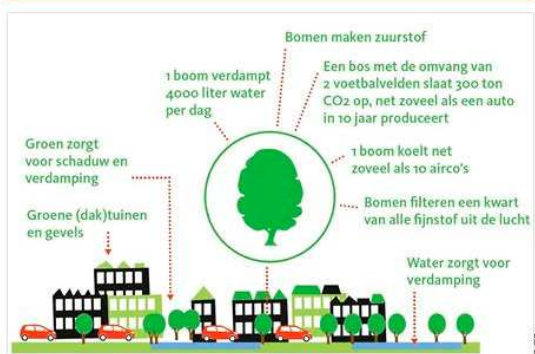 Bomen maken zuurstof
Een bos met de omvang van
2 voetbalvelden slaat 300 ton
CO2 op, net zoveel als een auto
in 10 jaar produceert
1 boom verdampt
4000 liter water
per dag
Groen zorgt
voor schaduw en
verdamping
1 boom koelt net
zoveel als 10 airco's
Bomen filteren een kwart
van alle fijnstof uit de lucht
Groene (dak)tuinen
en gevels
Water zorgt voor
verdamping